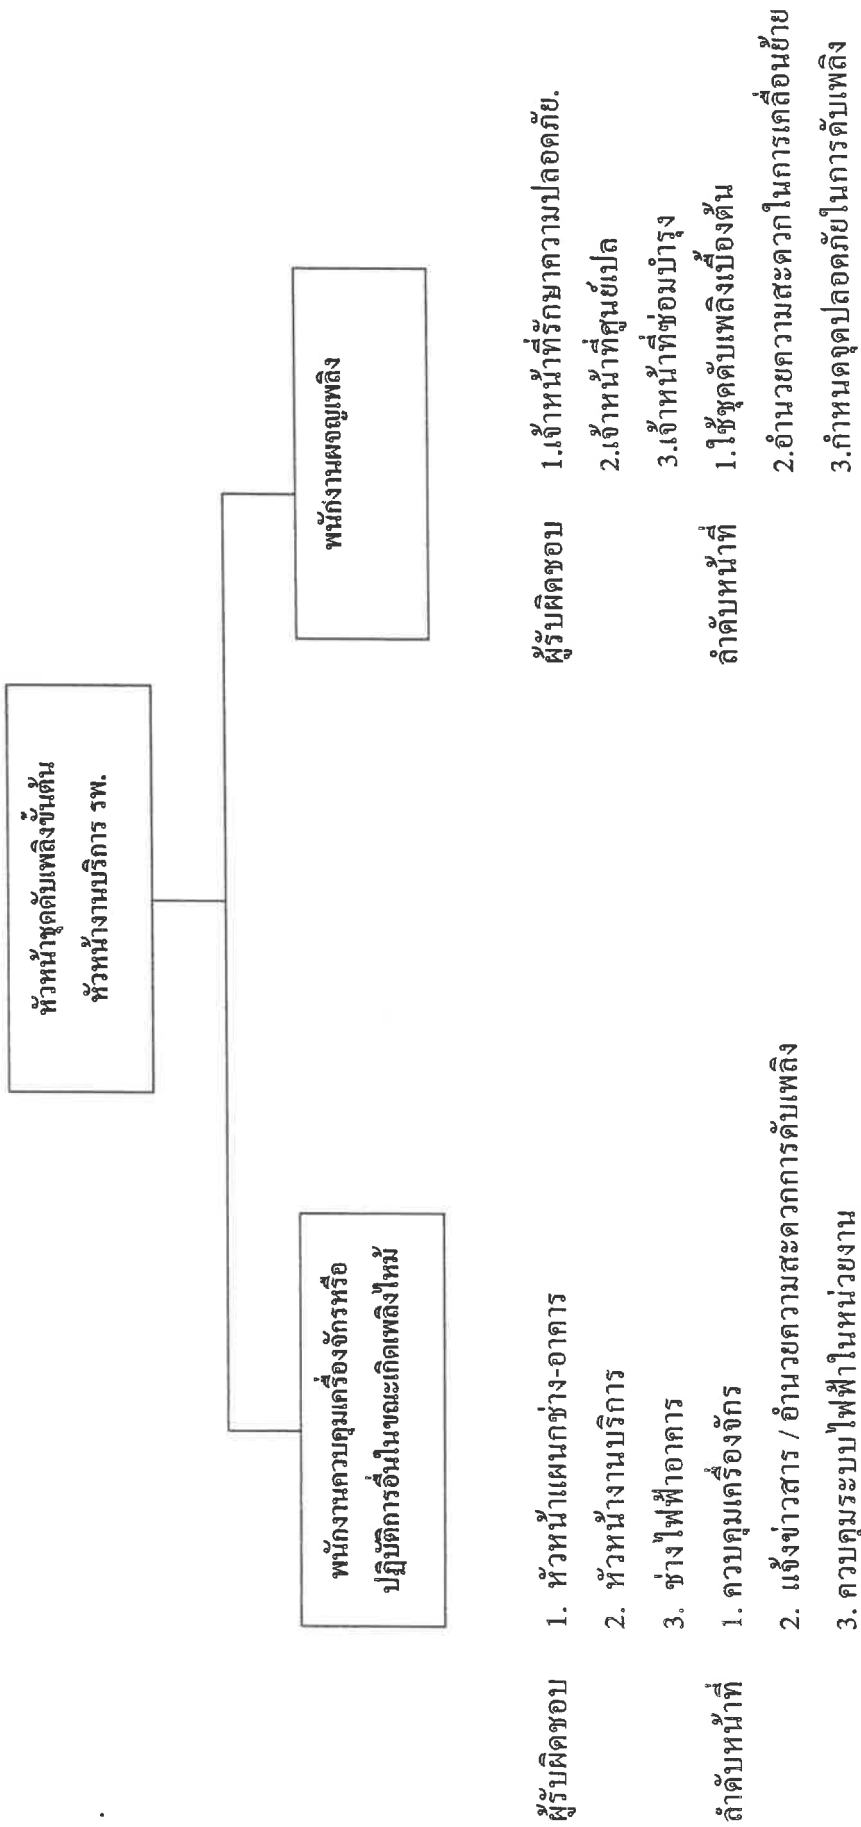 หัวหน้าชุดดับเพลิงขั้นต้น
หัวหน้างานบริการ รพ.
พนักงานควบคุมเครื่องจักรหรือ
ปฏิบัติการอื่นในขณะเกิดเพลิงไหม้
พนักงานผจญเพลิง
ผู้รับผิดชอบ 1. หัวหน้าแผนกช่าง-อาคาร
2. หัวหน้างานบริการ
3. ช่างไฟฟ้าอาคาร
ลำดับหน้าที่ 1. ควบคุมเครื่องจักร
2. แจ้งข่าวสาร / อำนวยความสะดวกการดับเพลิง
3. ควบคุมระบบไฟฟ้าในหน่วยงาน
ผู้รับผิดชอบ 1.เจ้าหน้าที่รักษาความปลอดภัย.
2.เจ้าหน้าที่ศูนย์เปล
3.เจ้าหน้าที่ซ่อมบำรุง
ลำดับหน้าที่ 1.ใช้ชุดดับเพลิงเบื้องต้น
2.อำนวยความสะดวกในการเคลื่อนย้าย
3.กำหนดจุดปลอดภัยในการดับเพลิง